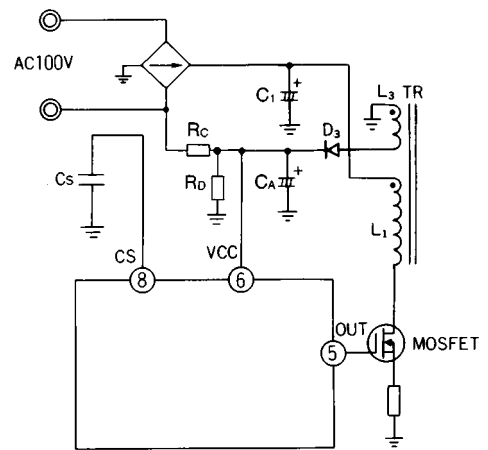 AC100V
C1
+
L3 TR
RC
D3
RD
CA
+
CS
L1
CS
VCC
8
6
OUT
5
MOSFET